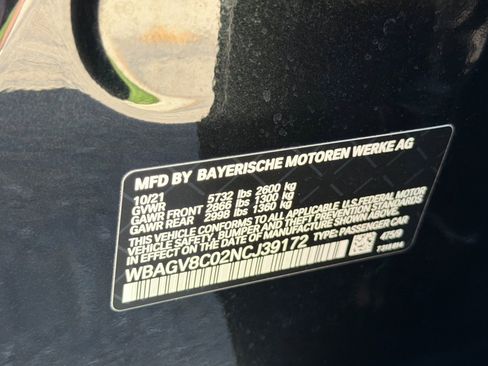 MFD BY BAYERISCHE MOTOREN WERKE AG
10/21
GVWR 5732 lbs 2600 kg
GAWR FRONT 2866 lbs 1300 kg
GAWR REAR 2998 lbs 1360 kg
THIS VEHICLE CONFORMS TO ALL APPLICABLE U.S. FEDERAL MOTOR
VEHICLE SAFETY, BUMPER AND THEFT PREVENTION STANDARDS
IN EFFECT ON THE DATE OF MANUFACTURE SHOWN ABOVE.
WBAGV8C02NCJ39172 TYPE: PASSENGER CAR